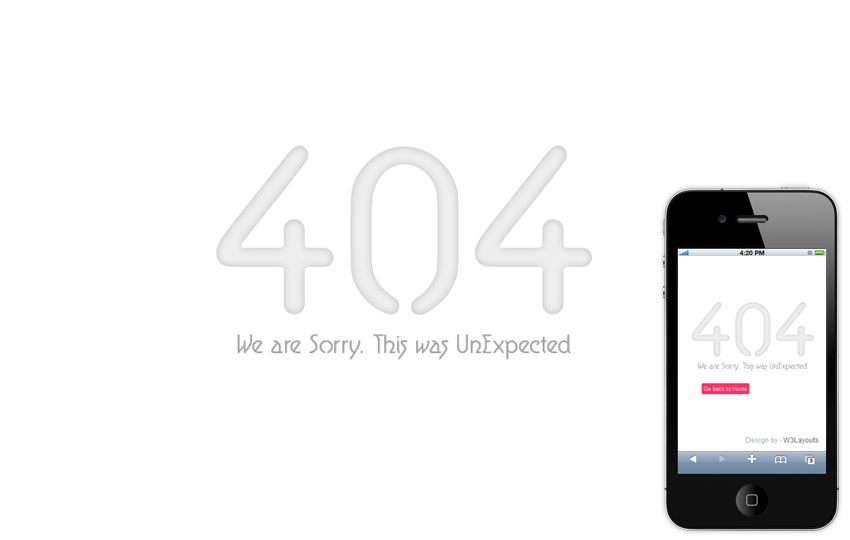 404
We are Sorry. This was UnExpected
4:20 PM
404
We are Sorry. This was UnExpected
Go back to Home
Design by - W3Layouts
3